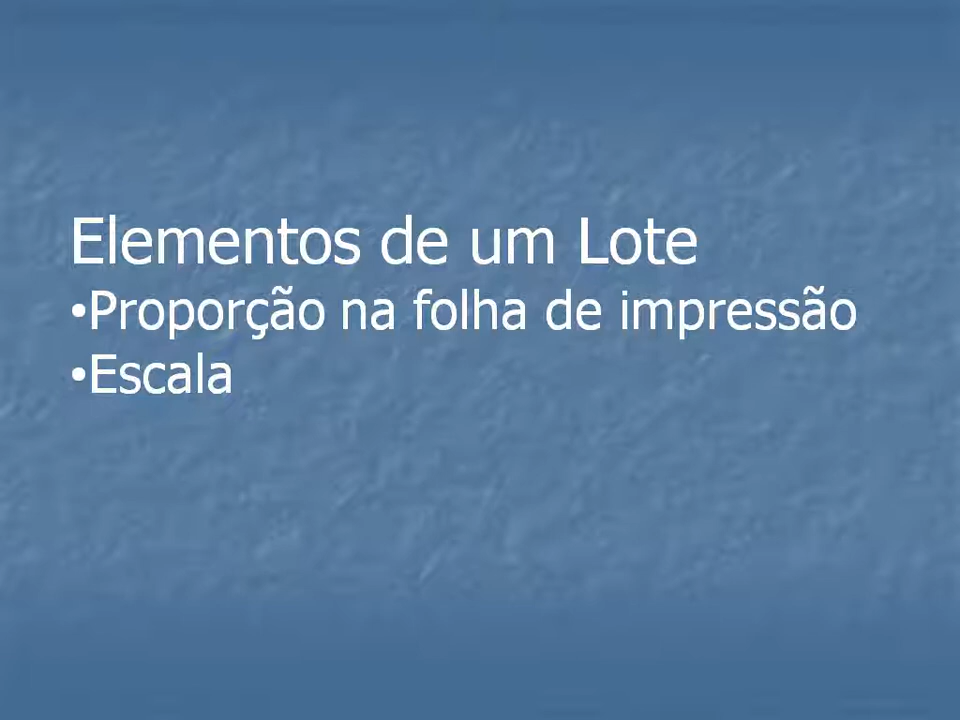 Elementos de um Lote
•Proporção na folha de impressão
•Escala